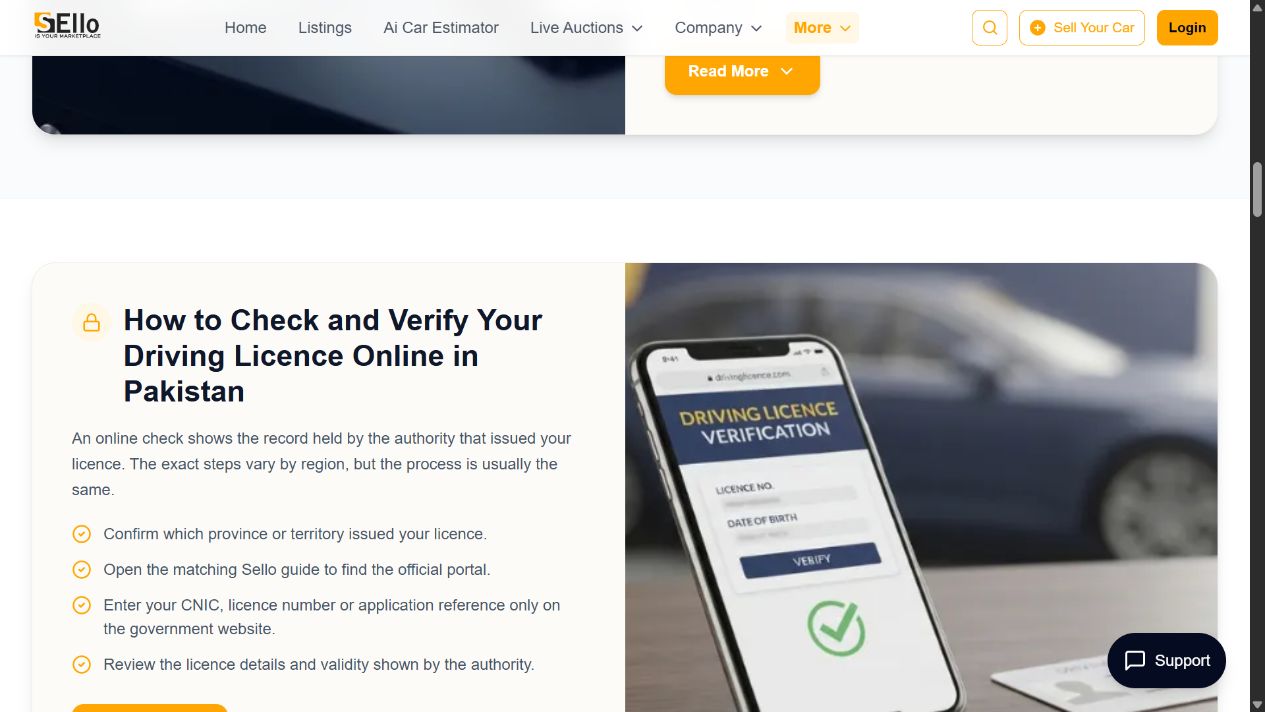 SEllo
IS YOUR MARKETPLACE
Home
Listings
Ai Car Estimator
Live Auctions
Company
More
Sell Your Car
Login
Read More
How to Check and Verify Your
Driving Licence Online in
Pakistan
An online check shows the record held by the authority that issued your
licence. The exact steps vary by region, but the process is usually the
same.
Confirm which province or territory issued your licence.
Open the matching Sello guide to find the official portal.
Enter your CNIC, licence number or application reference only on
the government website.
Review the licence details and validity shown by the authority.
9:41
DRIVING LICENCE
VERIFICATION
LICENCE NO.
DATE OF BIRTH
VERIFY
Support